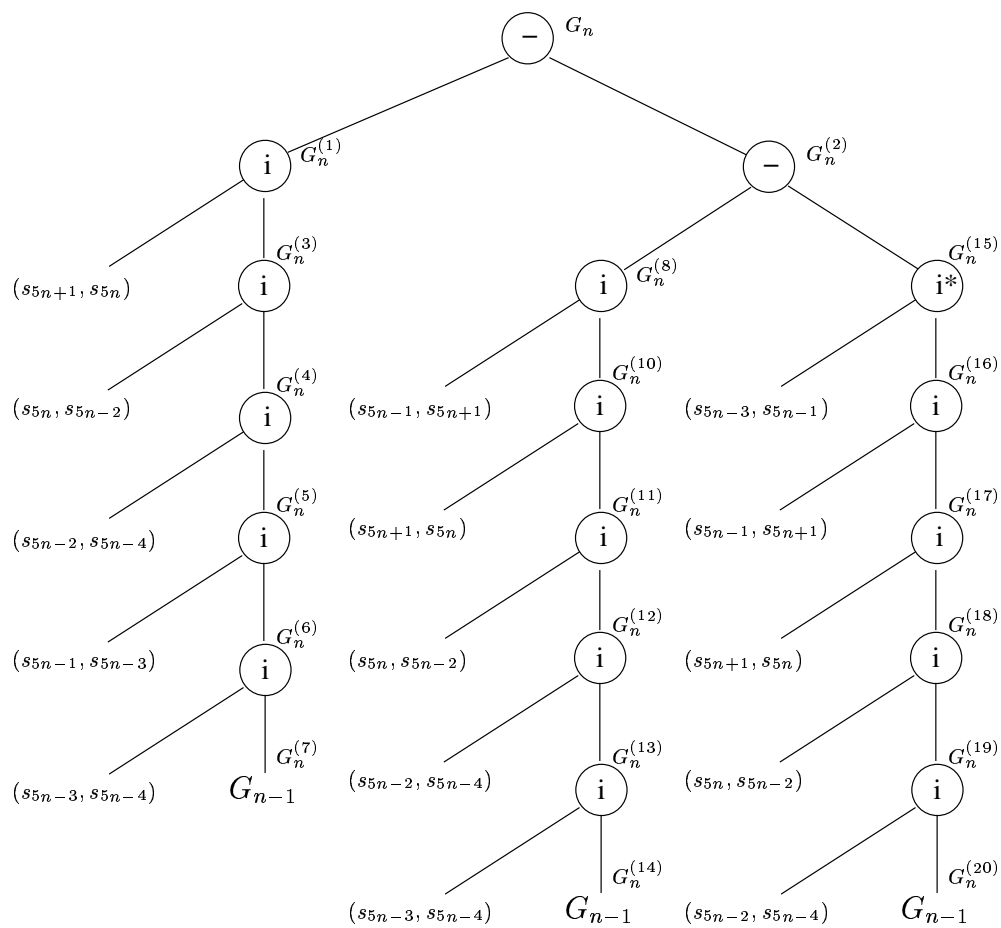 − $G_n$
i $G_n^{(1)}$
− $G_n^{(2)}$
$(s_{5n+1}, s_{5n})$
i $G_n^{(3)}$
i $G_n^{(8)}$
i* $G_n^{(15)}$
$(s_{5n}, s_{5n-2})$
i $G_n^{(4)}$
$(s_{5n-1}, s_{5n+1})$
i $G_n^{(10)}$
$(s_{5n-3}, s_{5n-1})$
i $G_n^{(16)}$
$(s_{5n-2}, s_{5n-4})$
i $G_n^{(5)}$
$(s_{5n+1}, s_{5n})$
i $G_n^{(11)}$
$(s_{5n-1}, s_{5n+1})$
i $G_n^{(17)}$
$(s_{5n-1}, s_{5n-3})$
i $G_n^{(6)}$
$(s_{5n}, s_{5n-2})$
i $G_n^{(12)}$
$(s_{5n+1}, s_{5n})$
i $G_n^{(18)}$
$(s_{5n-3}, s_{5n-4})$
$G_n^{(7)}$
$G_{n-1}$
$(s_{5n-2}, s_{5n-4})$
i $G_n^{(13)}$
$(s_{5n}, s_{5n-2})$
i $G_n^{(19)}$
$(s_{5n-3}, s_{5n-4})$
$G_n^{(14)}$
$G_{n-1}$
$(s_{5n-2}, s_{5n-4})$
$G_n^{(20)}$
$G_{n-1}$